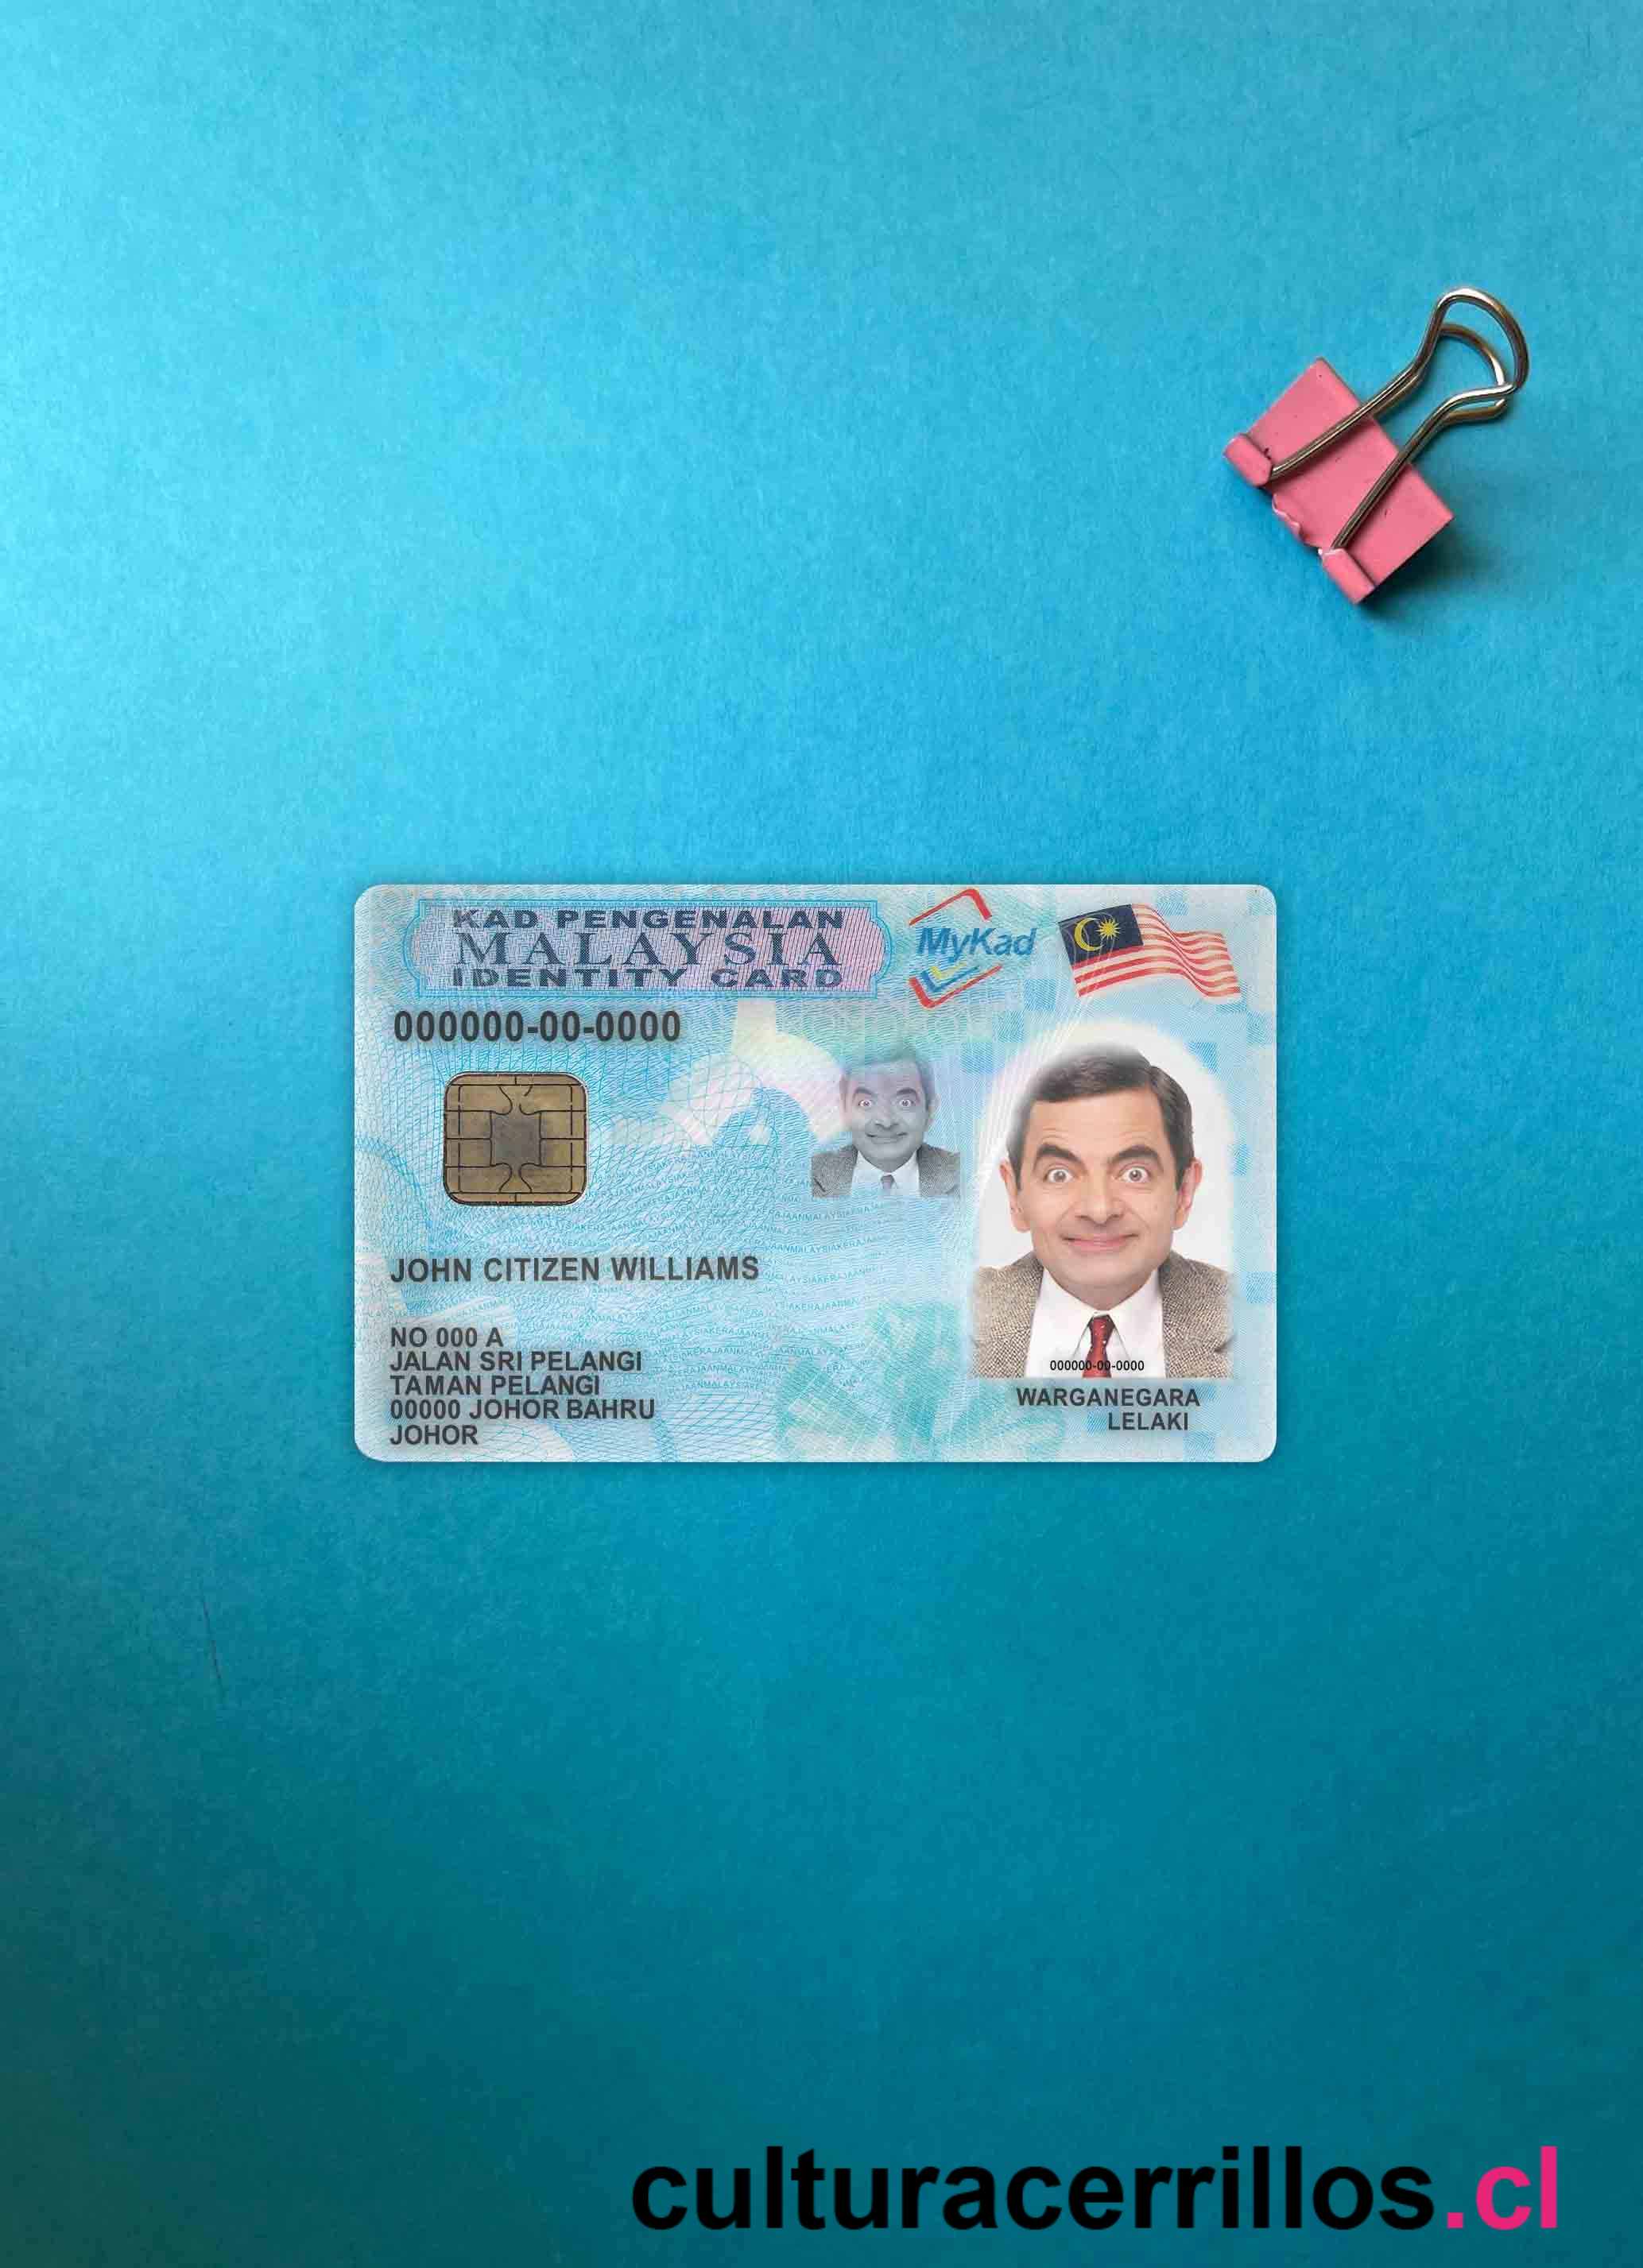 KAD PENGENALAN
MALAYSIA
IDENTITY CARD
MyKad
000000-00-0000
JOHN CITIZEN WILLIAMS
NO 000 A
JALAN SRI PELANGI
TAMAN PELANGI
00000 JOHOR BAHRU
JOHOR
000000-00-0000
WARGANEGARA
LELAKI
culturacerrillos.cl